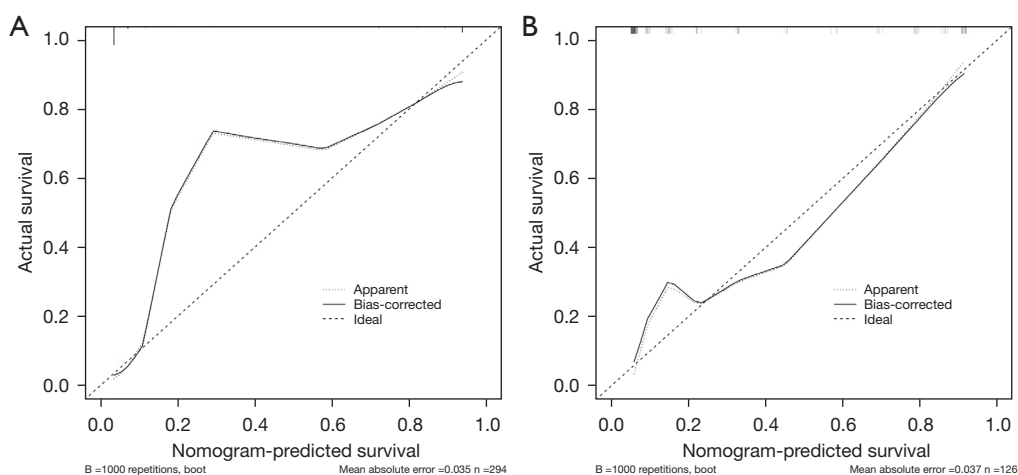 A
1.0
0.8
0.6
0.4
0.2
0.0
Actual survival
Apparent
Bias-corrected
Ideal
0.0 0.2 0.4 0.6 0.8 1.0
Nomogram-predicted survival
B =1000 repetitions, boot Mean absolute error =0.035 n =294
B
1.0
0.8
0.6
0.4
0.2
0.0
Actual survival
Apparent
Bias-corrected
Ideal
0.0 0.2 0.4 0.6 0.8 1.0
Nomogram-predicted survival
B =1000 repetitions, boot Mean absolute error =0.037 n =126